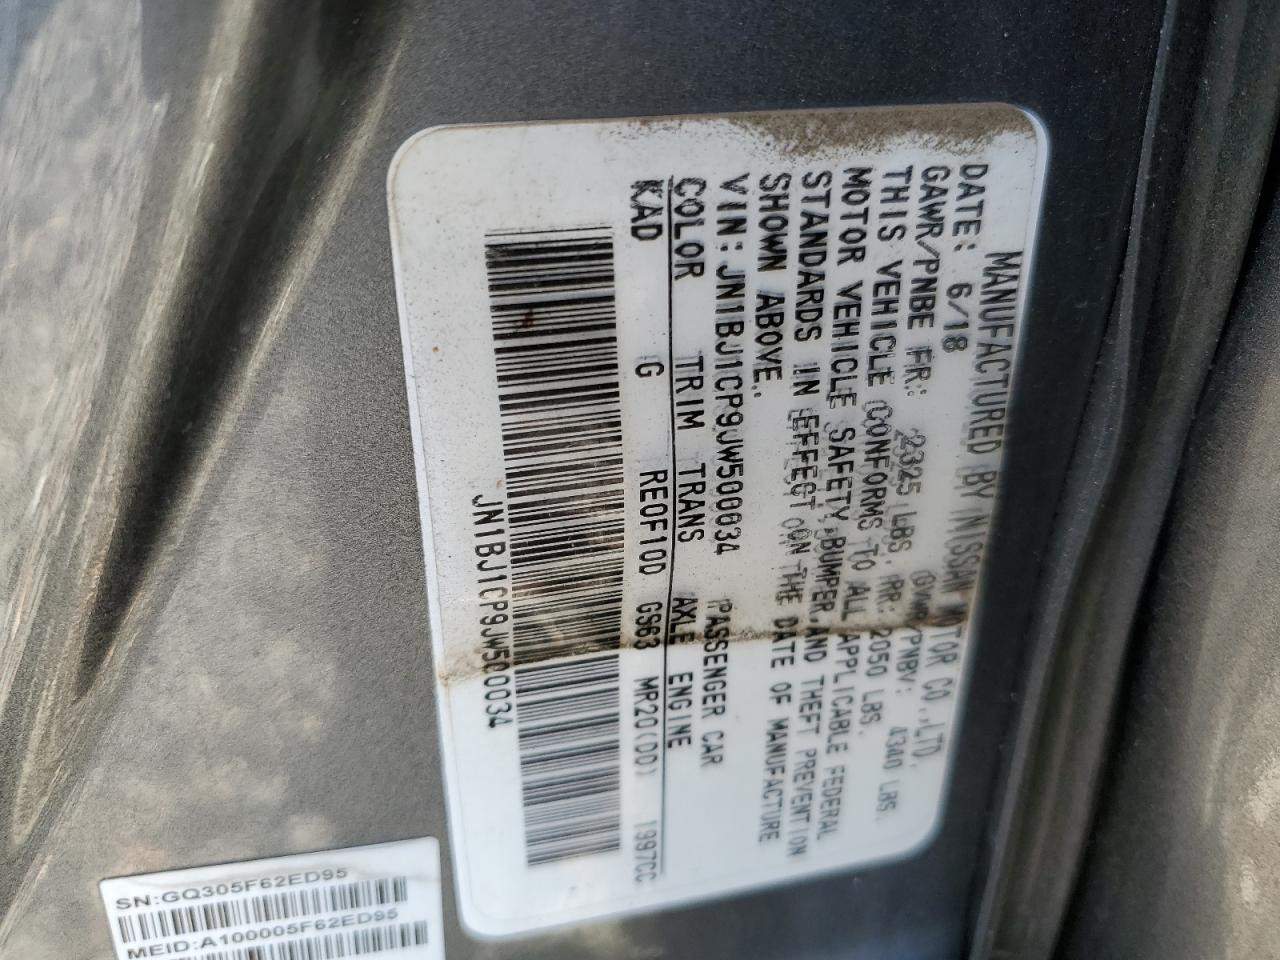 MANUFACTURED BY NISSAN MOTOR CO.,LTD.
DATE: 6/18 GVWR/PNBV: 4340 LBS.
GAWR/PNBE FR: 2325 LBS. RR: 2050 LBS.
THIS VEHICLE CONFORMS TO ALL APPLICABLE FEDERAL
MOTOR VEHICLE SAFETY,BUMPER,AND THEFT PREVENTION
STANDARDS IN EFFECT ON THE DATE OF MANUFACTURE
SHOWN ABOVE.
VIN: JN1BJ1CP9JW500034 PASSENGER CAR
COLOR TRIM TRANS AXLE ENGINE
KAD G RE0F10D GS63 MR20(DD) 1997CC
JN1BJ1CP9JW500034
SN:GQ305F62ED95
MEID:A100005F62ED95